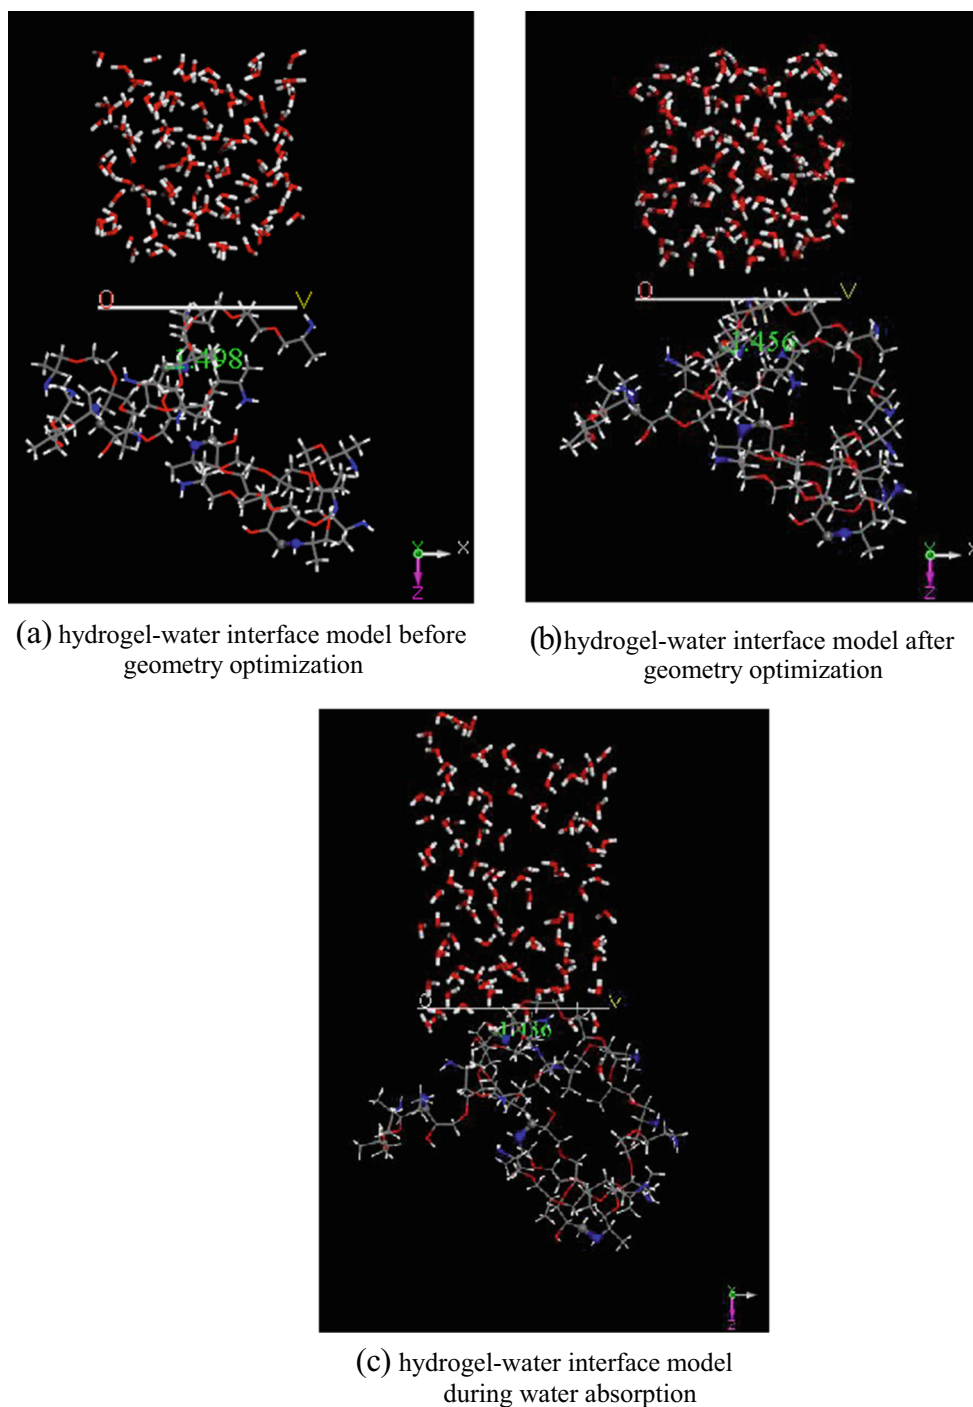 O V
1.498
Y X
Z
(a) hydrogel-water interface model before
geometry optimization
O V
1.456
Y X
Z
(b) hydrogel-water interface model after
geometry optimization
O V
X
Z
(c) hydrogel-water interface model
during water absorption